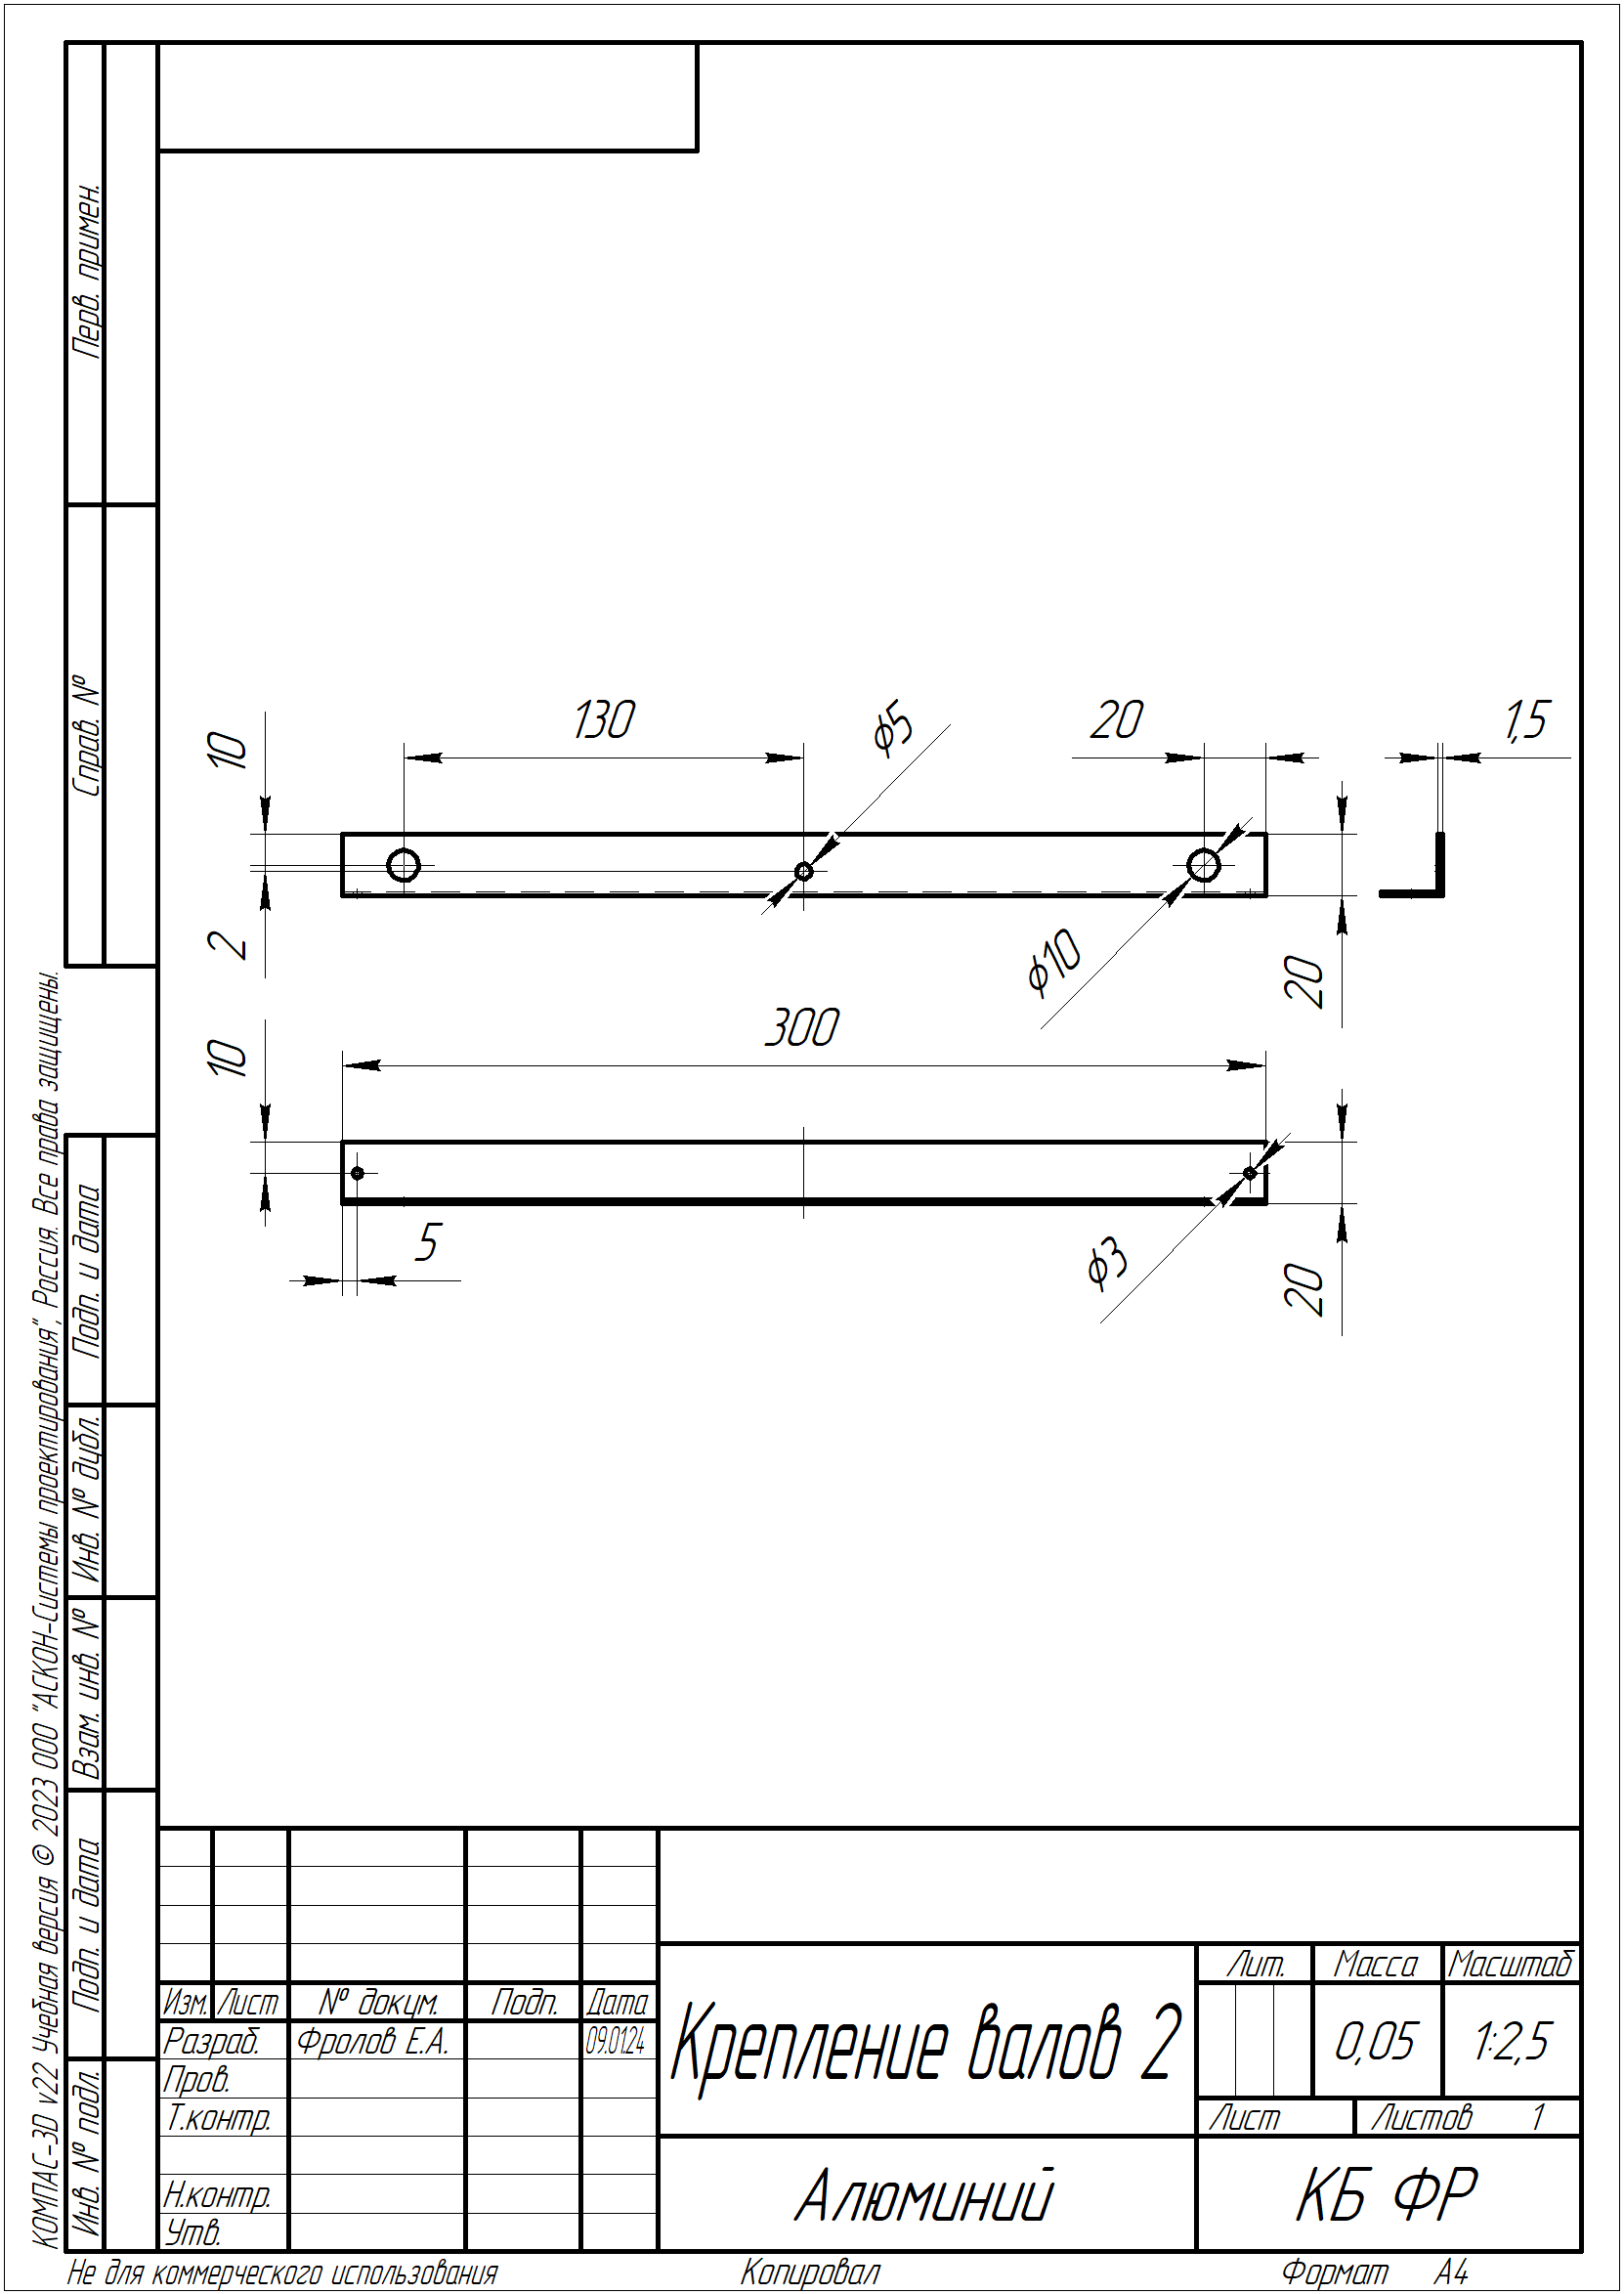 Перв. примен.
Справ. №
Подп. и дата
Инв. № дубл.
Взам. инв. №
Подп. и дата
Инв. № подл.
КОМПАС-3D v22 Учебная версия © 2023 ООО "АСКОН-Системы проектирования", Россия. Все права защищены.
130
ϕ5
20
1,5
10
2
ϕ10
20
300
10
5
ϕ3
20
Изм. Лист № докум. Подп. Дата
Разраб. Фролов Е.А. 09.01.24
Пров.
Т.контр.
Н.контр.
Утв.
Крепление валов 2
Лит. Масса Масштаб
0,05 1:2,5
Лист Листов 1
Алюминий
КБ ФР
Не для коммерческого использования Копировал Формат А4